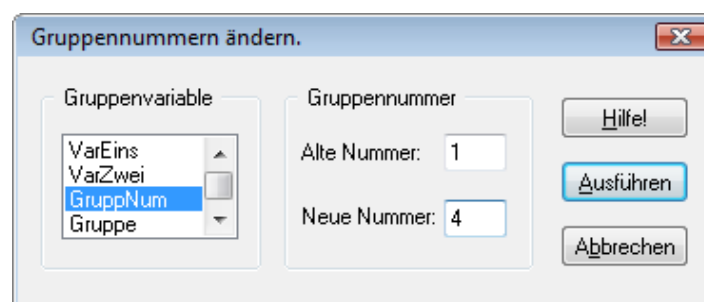 Gruppennummern ändern.
Gruppenvariable
VarEins
VarZwei
GruppNum
Gruppe
Gruppennummer
Alte Nummer: 1
Neue Nummer: 4
Hilfe!
Ausführen
Abbrechen